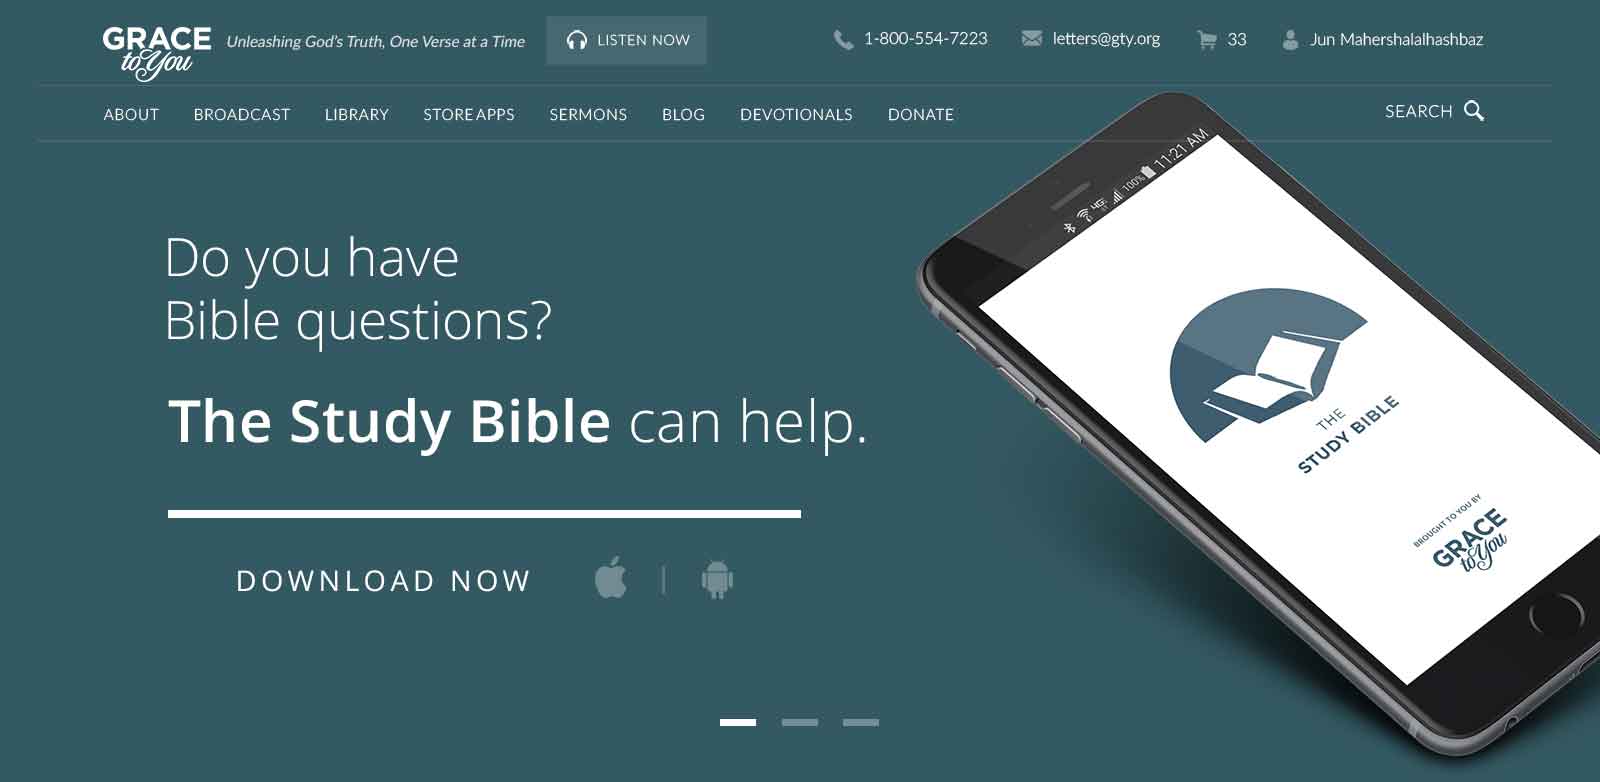 GRACE
to You
Unleashing God's Truth, One Verse at a Time
LISTEN NOW
1-800-554-7223
letters@gty.org
33
Jun Mahershalalhashbaz
ABOUT BROADCAST LIBRARY STORE APPS SERMONS BLOG DEVOTIONALS DONATE
SEARCH
Do you have
Bible questions?
The Study Bible can help.
DOWNLOAD NOW
4G 100% 11:21 AM
THE
STUDY BIBLE
BROUGHT TO YOU BY
GRACE
to You